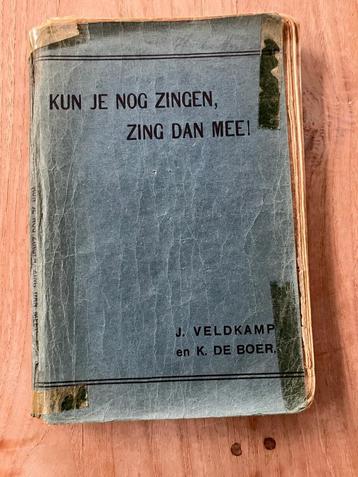 KUN JE NOG ZINGEN,
ZING DAN MEE!
J. VELDKAMP
en K. DE BOER.